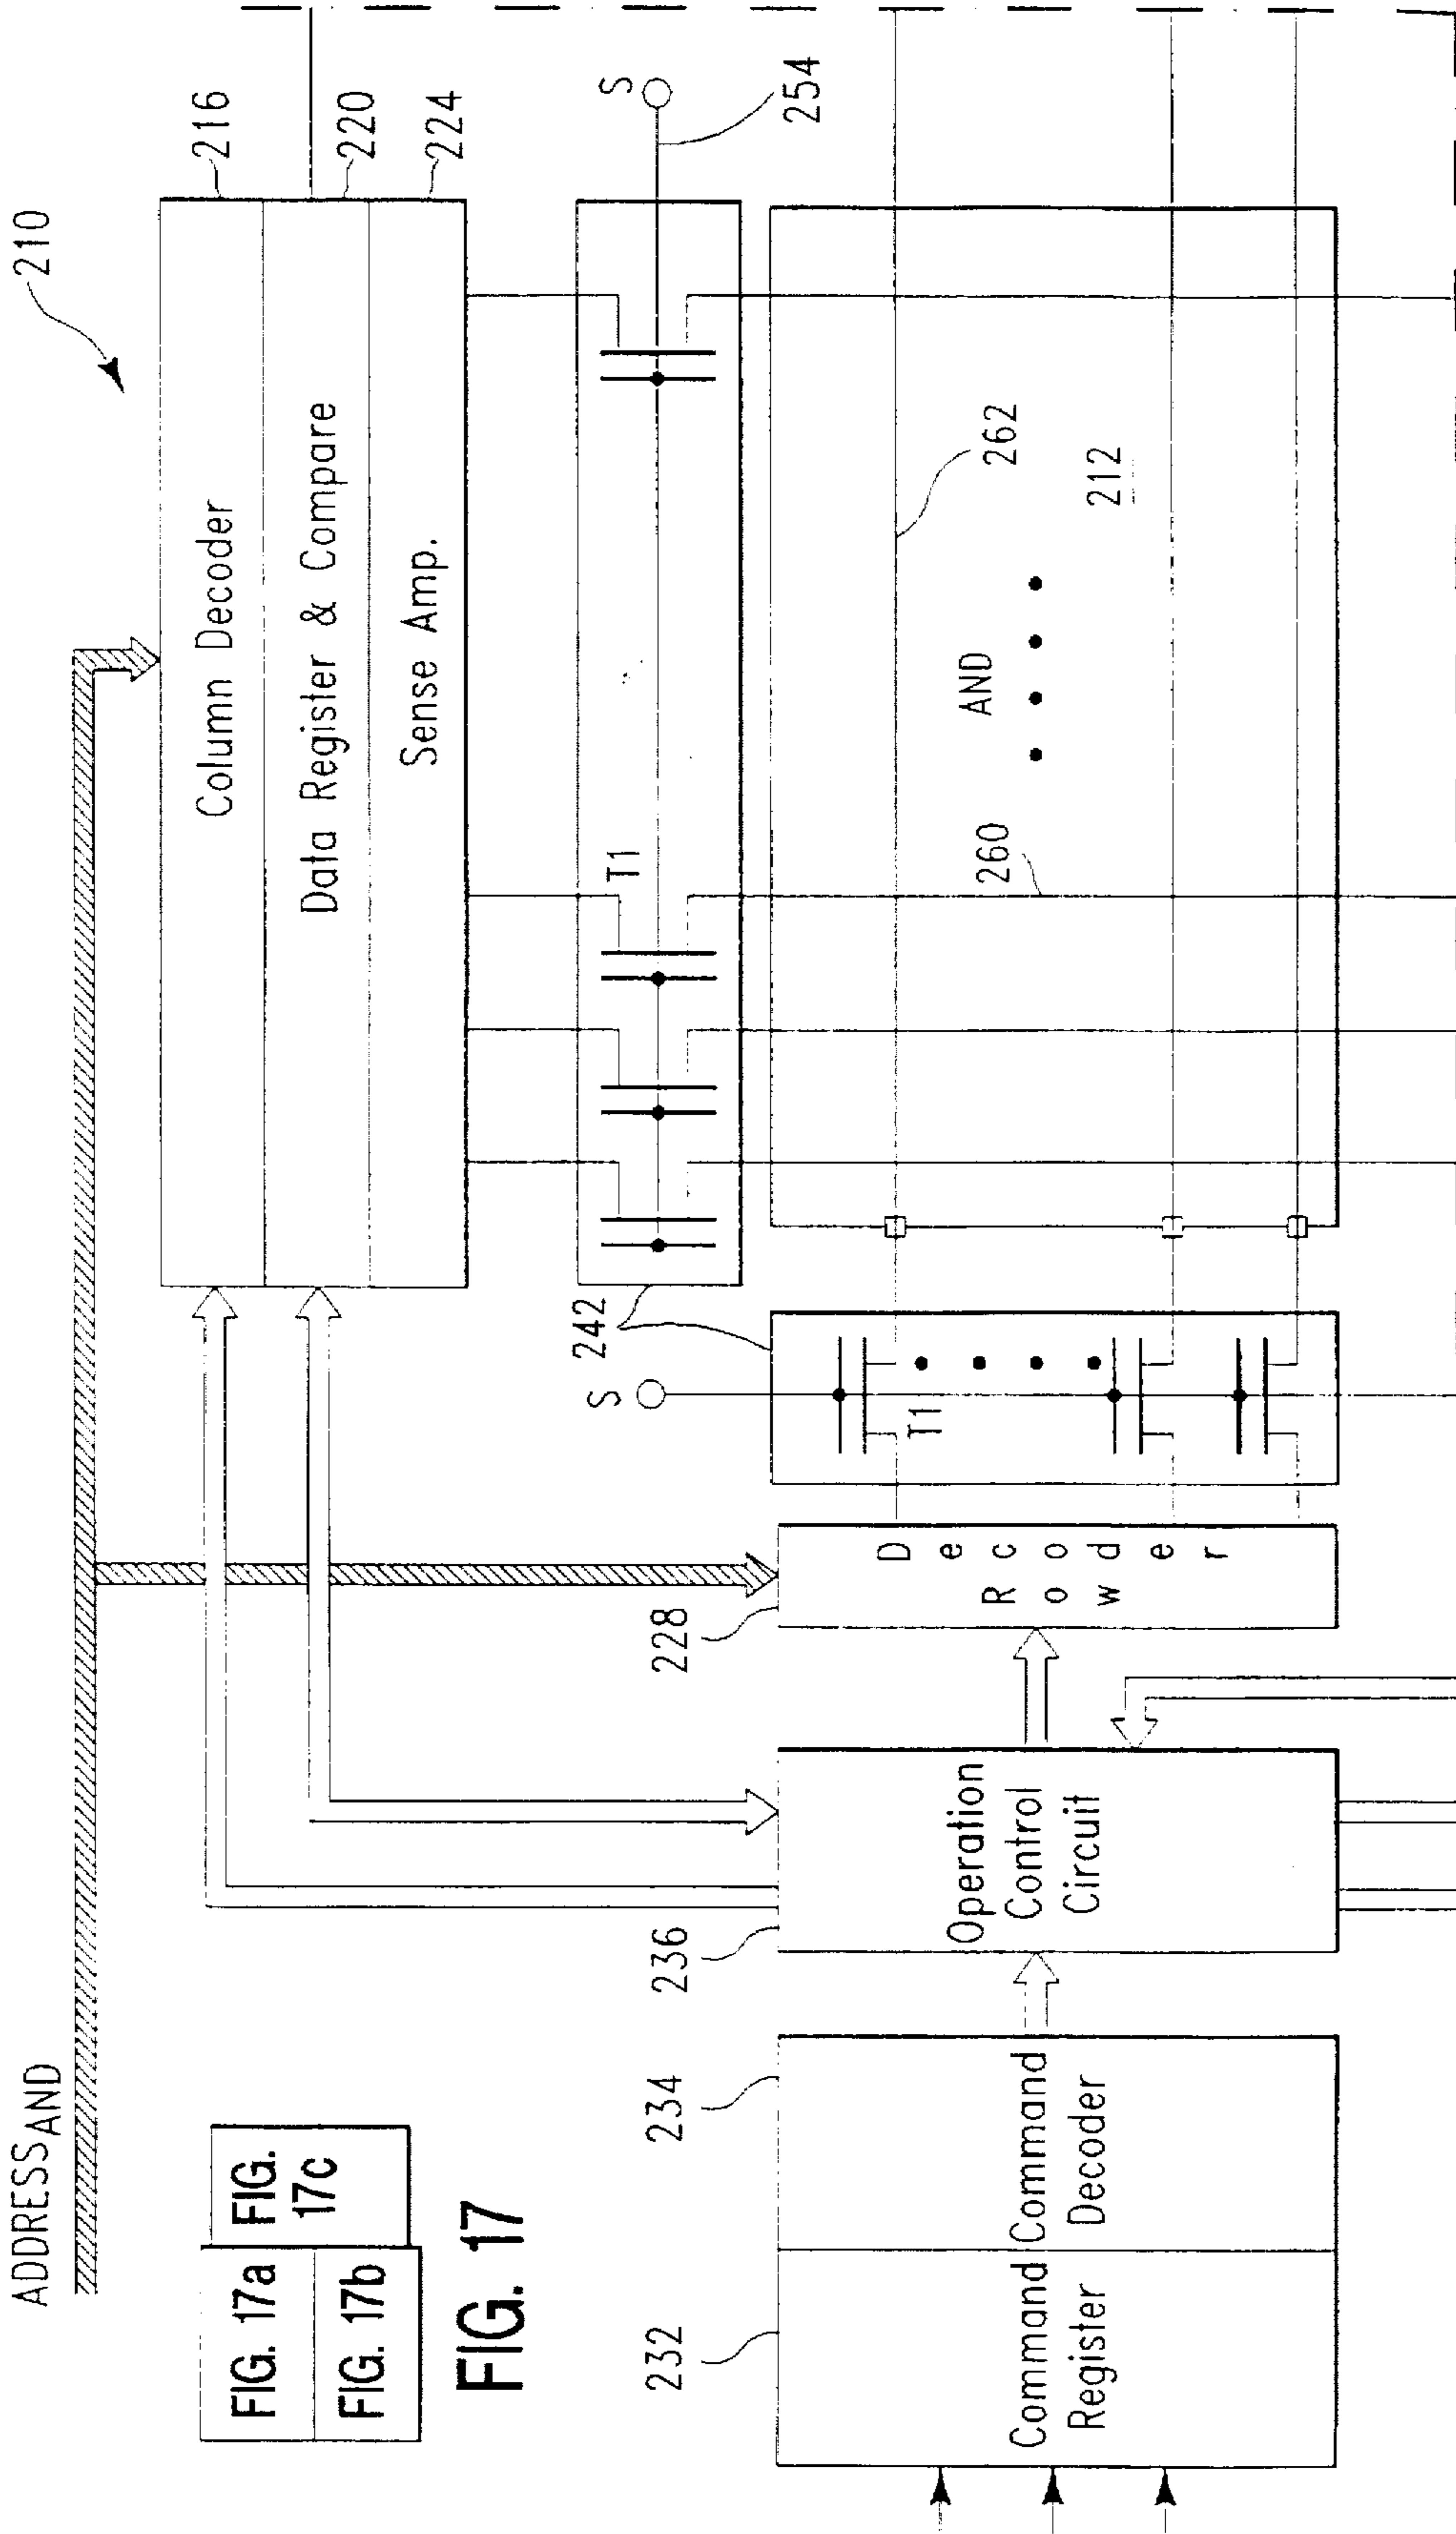 ADDRESS AND
210
Column Decoder
216
Data Register & Compare
220
Sense Amp.
224
FIG. 17a
FIG. 17b
FIG. 17c
FIG. 17
T1
S
254
242
S
T1
262
AND
212
260
228
Row
Decoder
236
Operation
Control
Circuit
232
234
Command
Register
Command
Decoder